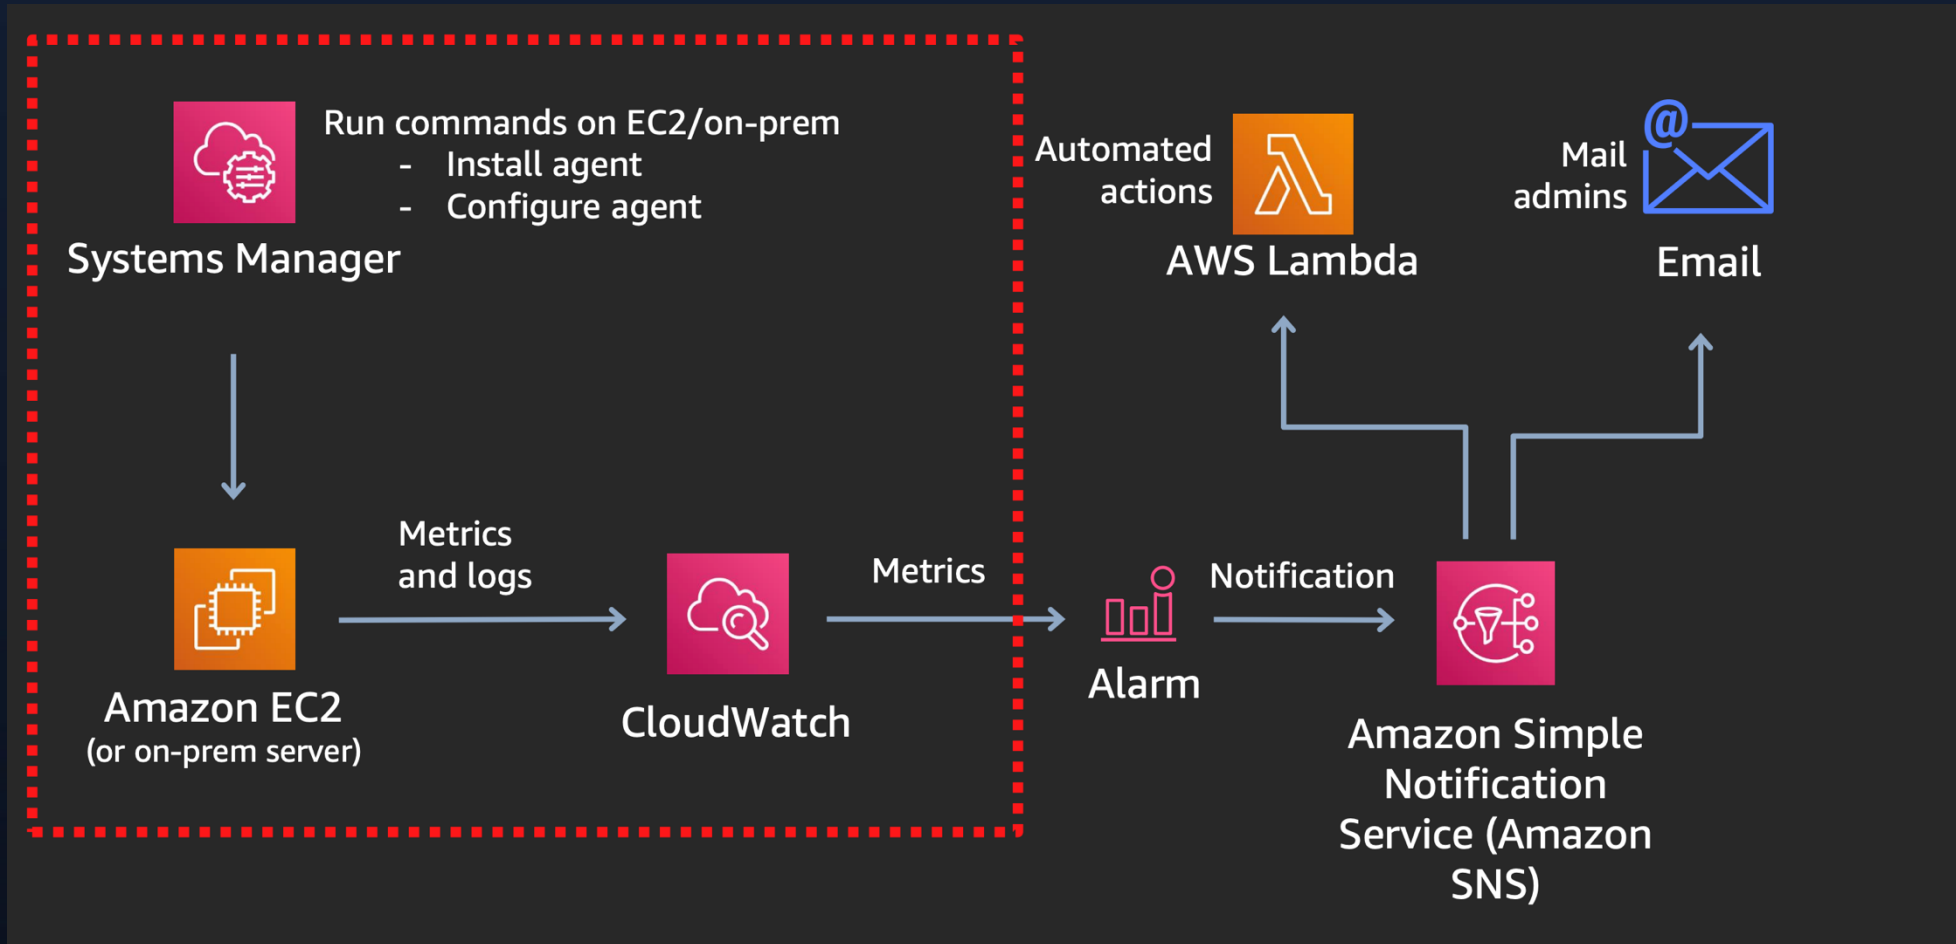 Run commands on EC2/on-prem
- Install agent
- Configure agent
Systems Manager
Automated
actions
AWS Lambda
@
Mail
admins
Email
Metrics
and logs
Metrics
Notification
Amazon EC2
(or on-prem server)
CloudWatch
Alarm
Amazon Simple
Notification
Service (Amazon
SNS)